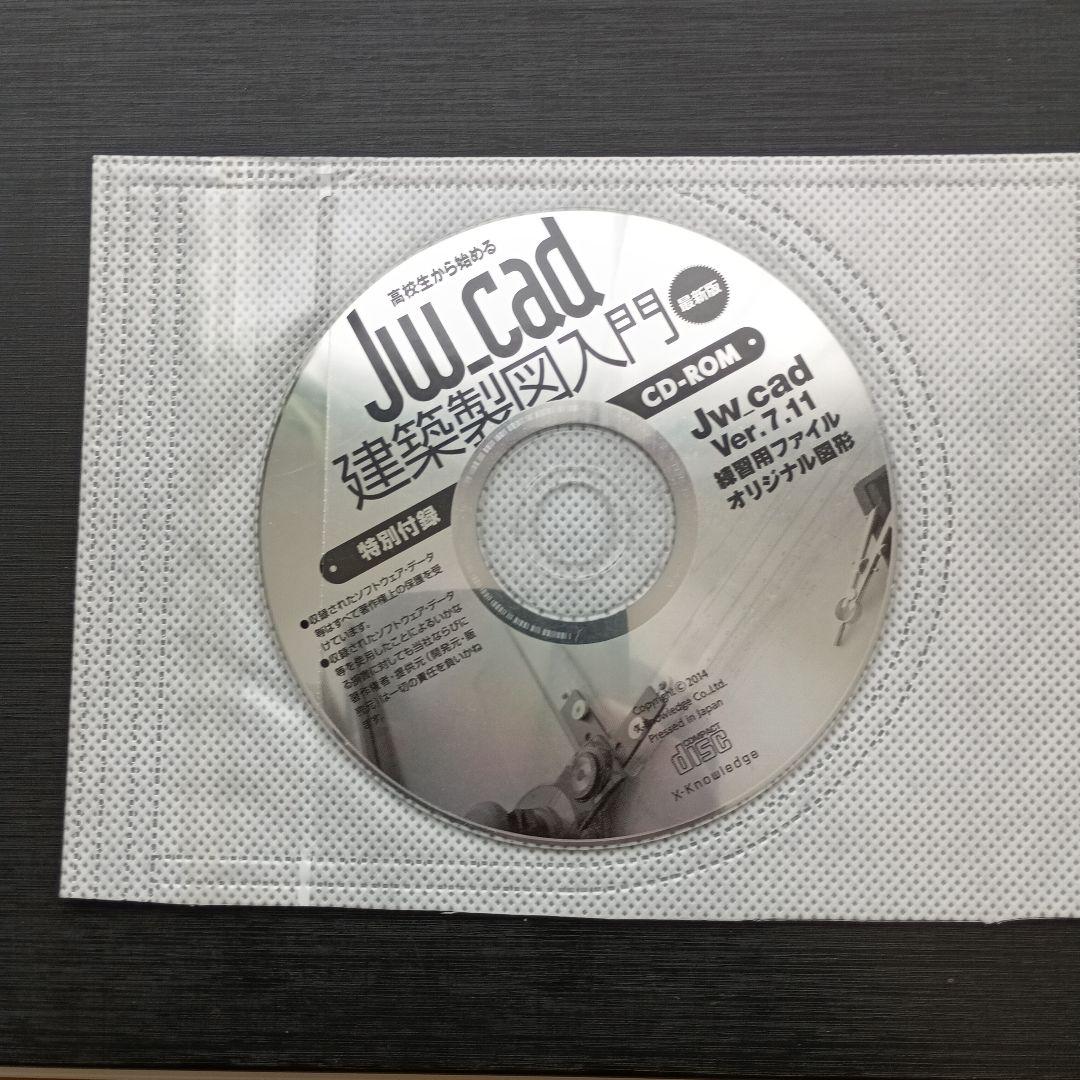 高校生から始める
Jw_cad
建築製図入門
最新版
CD-ROM
Jw_cad
Ver.7.11
練習用ファイル
オリジナル図形
特別付録
●収録されたソフトウェア・データ
等はすべて著作権上の保護を受
けています。
●収録されたソフトウェア・データ
等を使用したことによるいかな
る損害に対しても当社ならびに
著作権者・提供元(開発元・販
売元)は一切の責任を負いかね
ます。
Copyright © 2014
X-Knowledge Co.,Ltd.
Pressed in Japan
COMPACT
disc
X-Knowledge